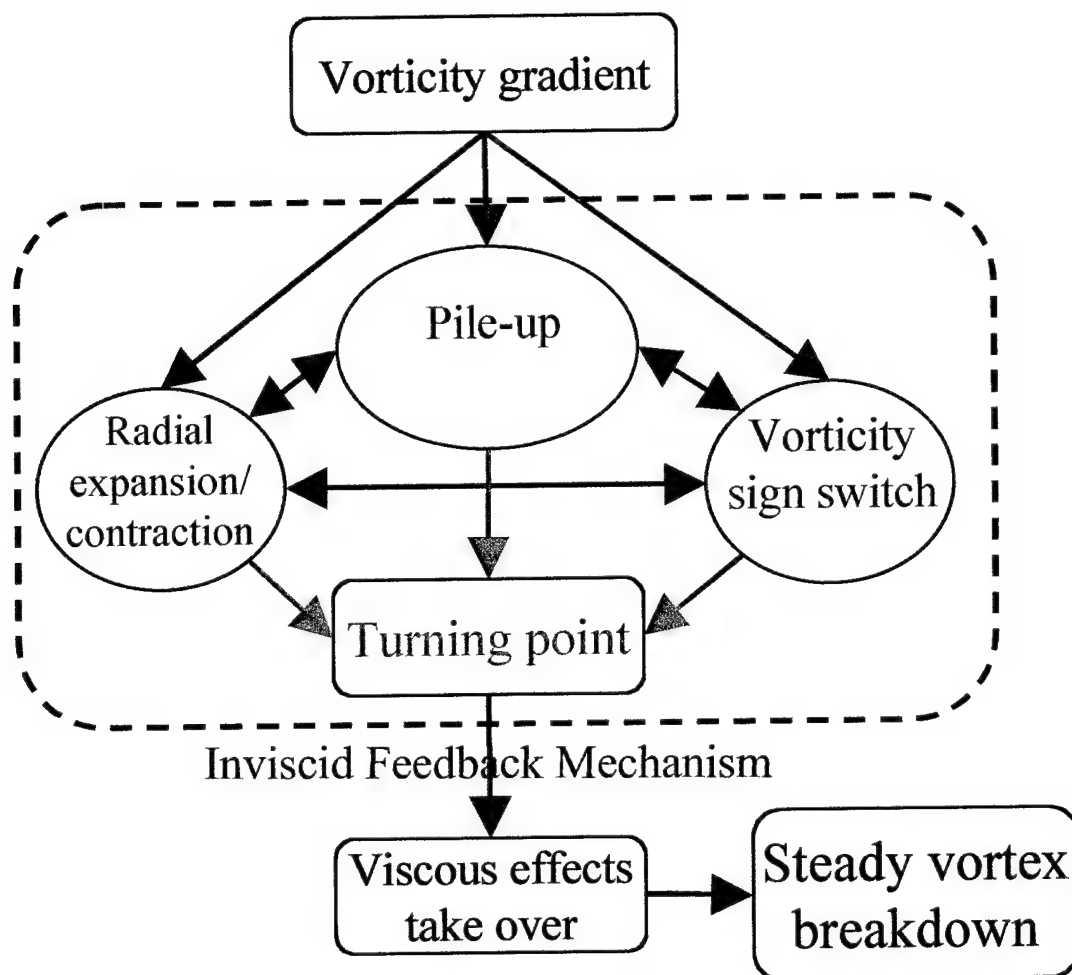 Vorticity gradient
Pile-up
Radial
expansion/
contraction
Vorticity
sign switch
Turning point
Inviscid Feedback Mechanism
Viscous effects
take over
Steady vortex
breakdown